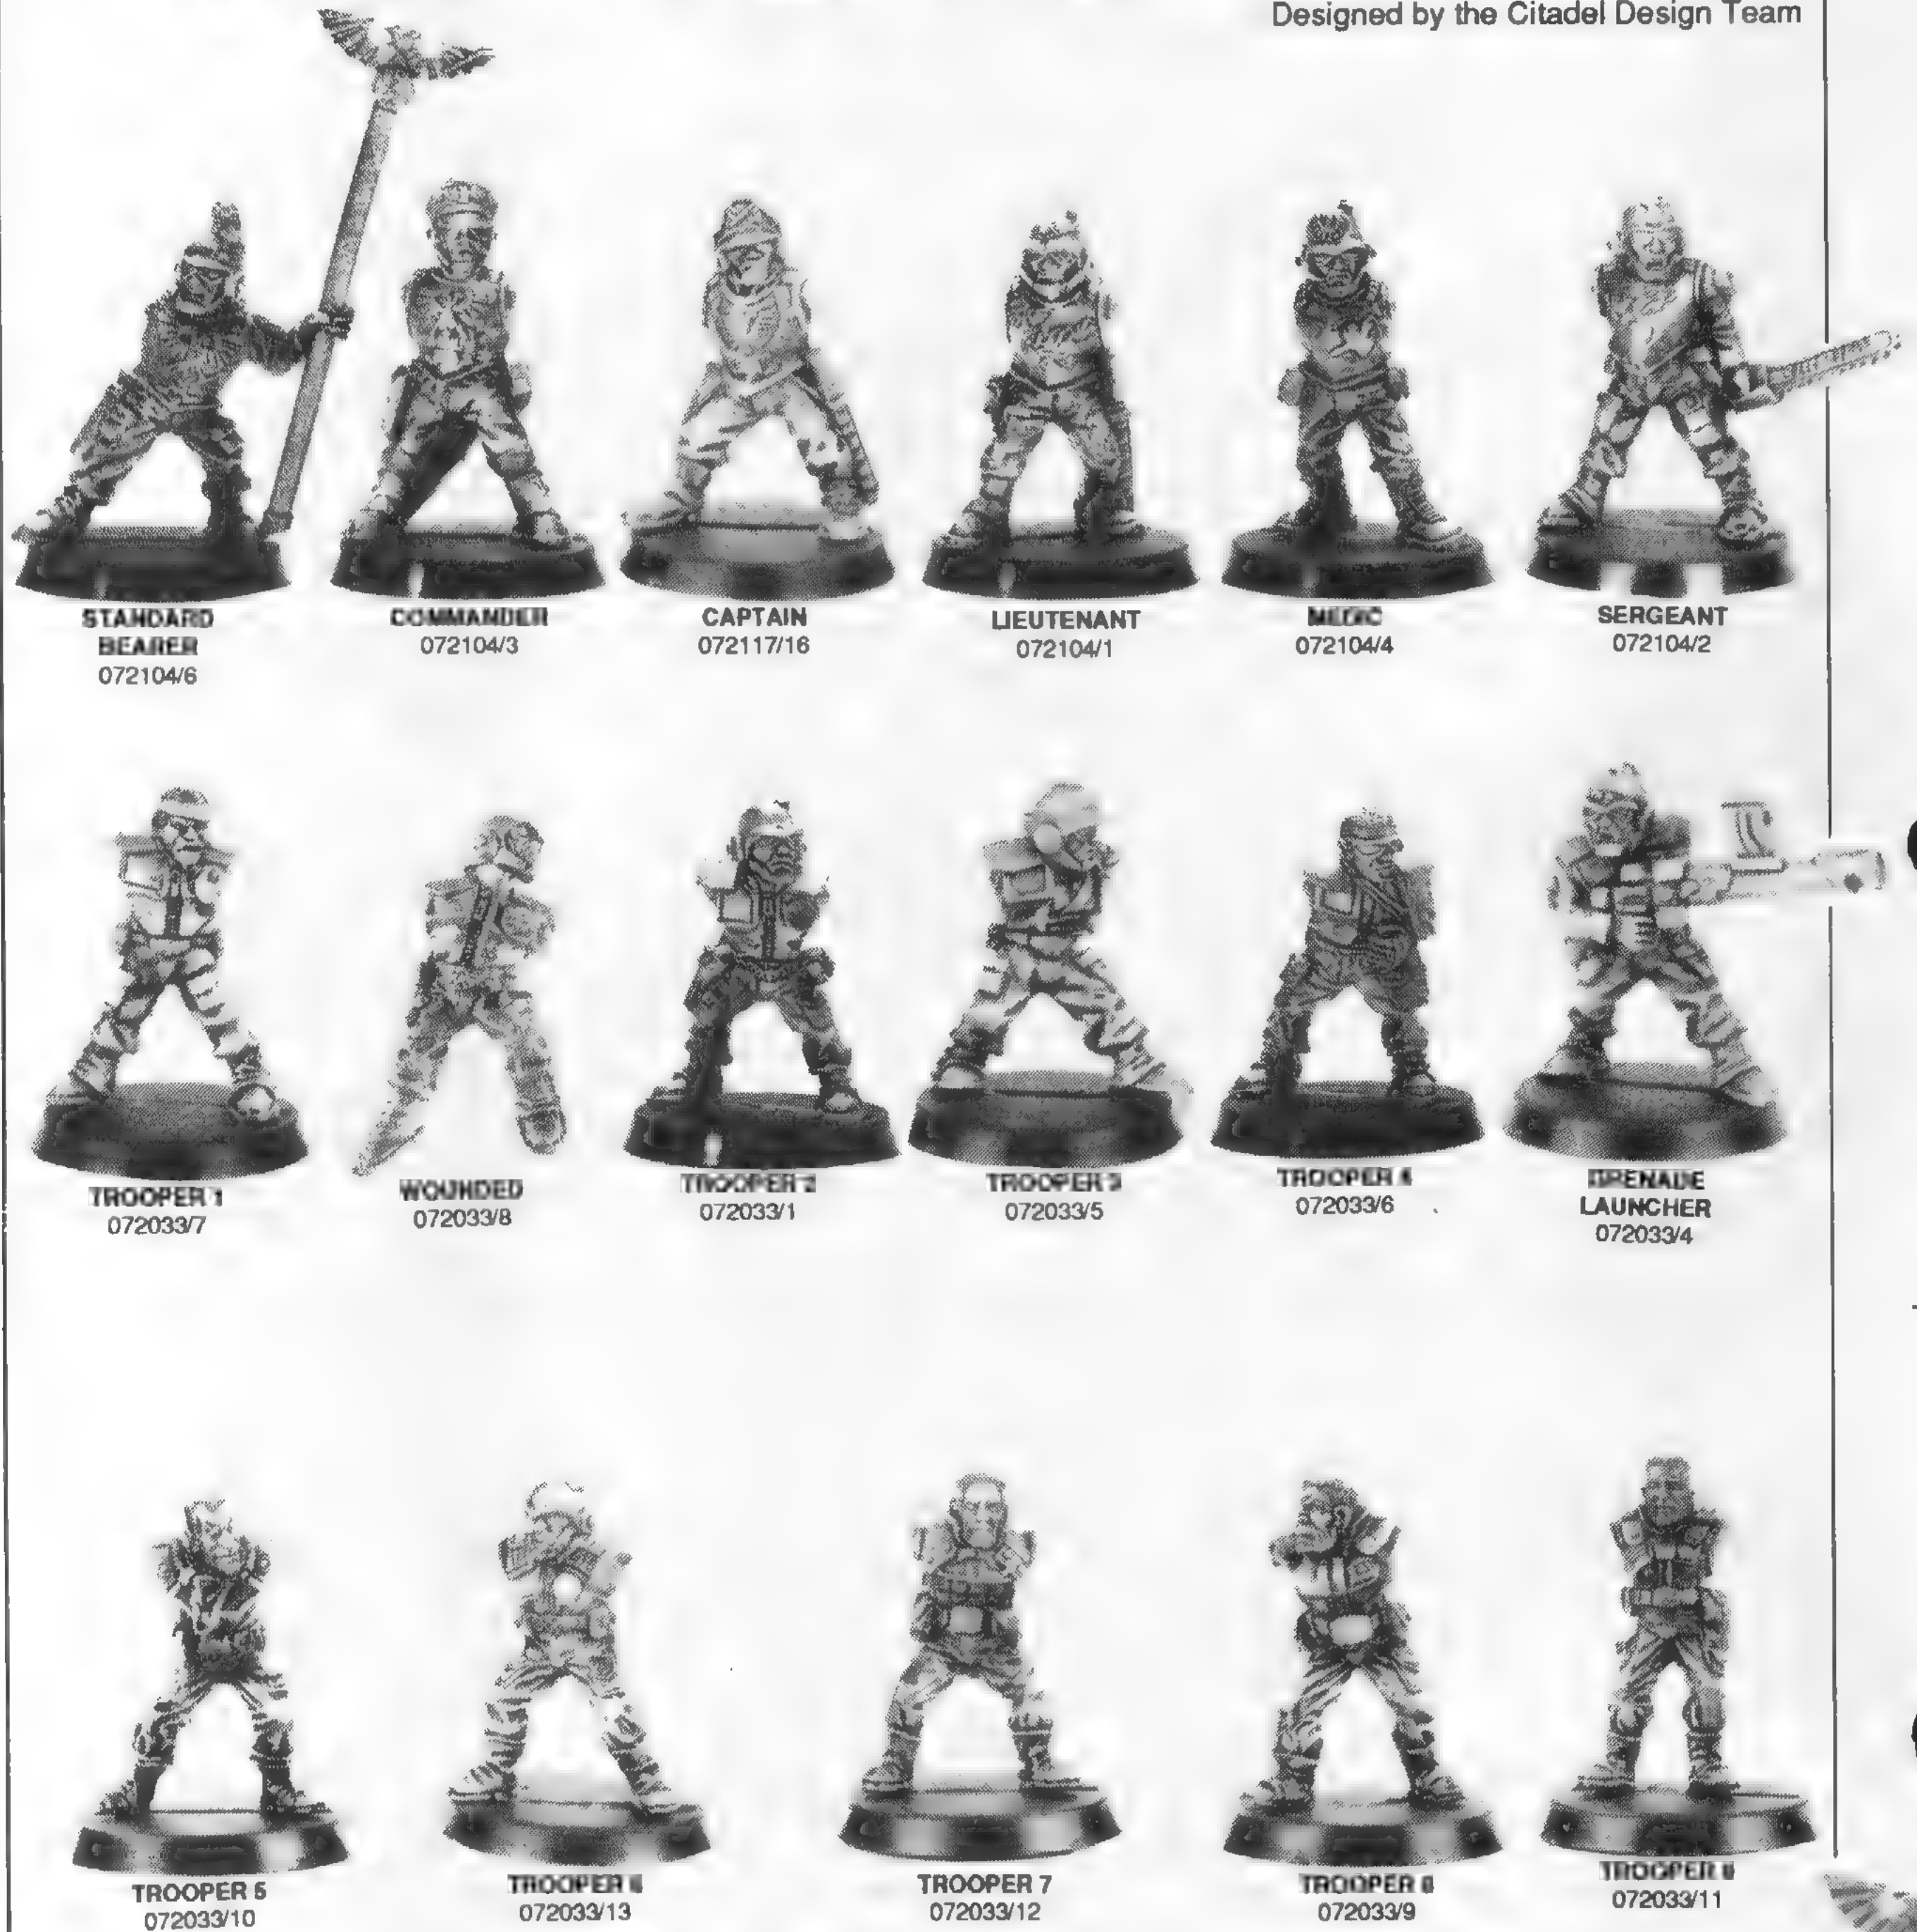 Designed by the Citadel Design Team
STANDARD
BEARER
072104/6
COMMANDER
072104/3
CAPTAIN
072117/16
LIEUTENANT
072104/1
MEDIC
072104/4
SERGEANT
072104/2
TROOPER 1
072033/7
WOUNDED
072033/8
TROOPER 2
072033/1
TROOPER 3
072033/5
TROOPER 4
072033/6
GRENADE
LAUNCHER
072033/4
TROOPER 5
072033/10
TROOPER 6
072033/13
TROOPER 7
072033/12
TROOPER 8
072033/9
TROOPER
072033/11